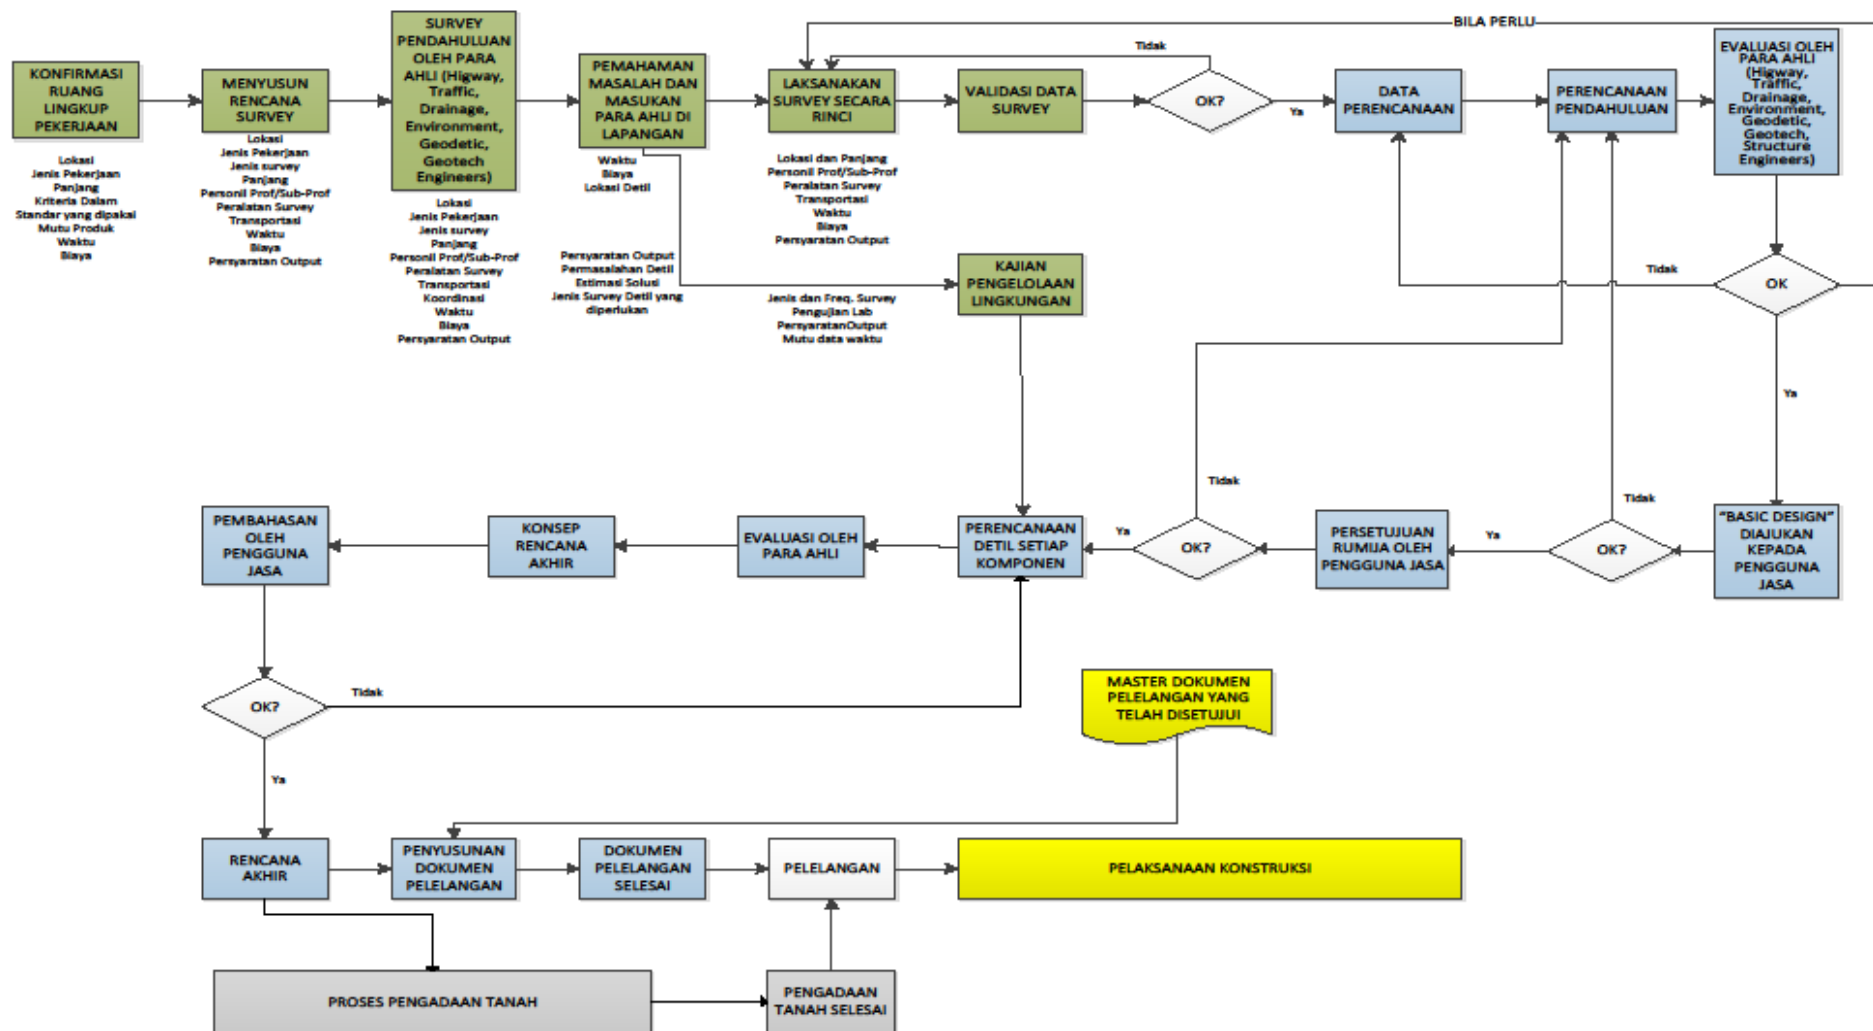 KONFIRMASI
RUANG
LINGKUP
PEKERJAAN
Lokasi
Jenis Pekerjaan
Panjang
Kriteria Dalam
Standar yang dipakai
Mutu Produk
Waktu
Biaya
MENYUSUN
RENCANA
SURVEY
Lokasi
Jenis Pekerjaan
Jenis survey
Panjang
Personil Prof/Sub-Prof
Peralatan Survey
Transportasi
Waktu
Biaya
Persyaratan Output
SURVEY
PENDAHULUAN
OLEH PARA
AHLI (Higway,
Traffic,
Drainage,
Environment,
Geodetic,
Geotech
Engineers)
Lokasi
Jenis Pekerjaan
Jenis survey
Panjang
Personil Prof/Sub-Prof
Peralatan Survey
Transportasi
Koordinasi
Waktu
Biaya
Persyaratan Output
PEMAHAMAN
MASALAH DAN
MASUKAN
PARA AHLI DI
LAPANGAN
Waktu
Biaya
Lokasi Detil
Persyaratan Output
Permasalahan Detil
Estimasi Solusi
Jenis Survey Detil yang
diperlukan
LAKSANAKAN
SURVEY SECARA
RINCI
Lokasi dan Panjang
Personil Prof/Sub-Prof
Peralatan Survey
Transportasi
Waktu
Biaya
Persyaratan Output
Jenis dan Freq. Survey
Pengujian Lab
PersyaratanOutput
Mutu data waktu
VALIDASI DATA
SURVEY
Tidak
OK?
Ya
BILA PERLU
DATA
PERENCANAAN
PERENCANAAN
PENDAHULUAN
EVALUASI OLEH
PARA AHLI
(Higway,
Traffic,
Drainage,
Environment,
Geodetic,
Geotech,
Structure
Engineers)
KAJIAN
PENGELOLAAN
LINGKUNGAN
Tidak
OK
Ya
"BASIC DESIGN"
DIAJUKAN
KEPADA
PENGGUNA
JASA
Tidak
OK?
Ya
PERSETUJUAN
RUMIJA OLEH
PENGGUNA JASA
Tidak
OK?
Ya
PERENCANAAN
DETIL SETIAP
KOMPONEN
EVALUASI OLEH
PARA AHLI
KONSEP
RENCANA
AKHIR
PEMBAHASAN
OLEH
PENGGUNA
JASA
OK?
Tidak
Ya
MASTER DOKUMEN
PELELANGAN YANG
TELAH DISETUJUI
RENCANA
AKHIR
PENYUSUNAN
DOKUMEN
PELELANGAN
DOKUMEN
PELELANGAN
SELESAI
PELELANGAN
PELAKSANAAN KONSTRUKSI
PROSES PENGADAAN TANAH
PENGADAAN
TANAH SELESAI